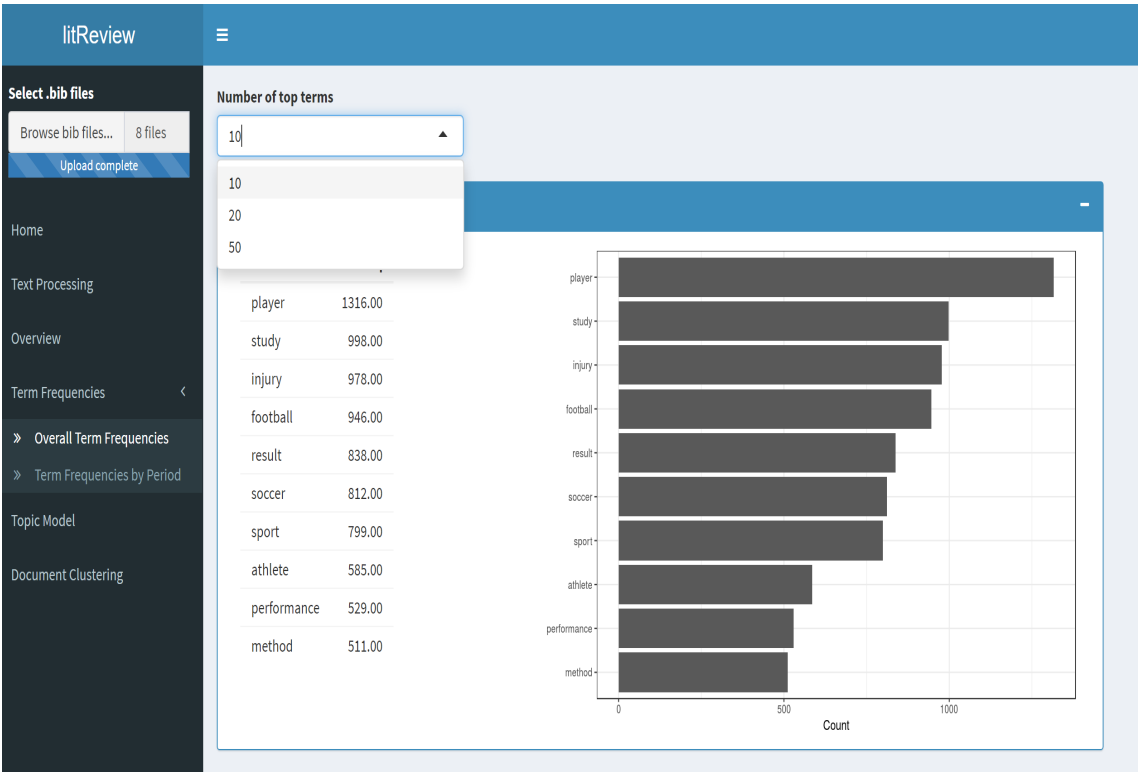 litReview
Select .bib files
Browse bib files... 8 files
Upload complete
Home
Text Processing
Overview
Term Frequencies
Overall Term Frequencies
Term Frequencies by Period
Topic Model
Document Clustering
Number of top terms
10
10
20
50
player 1316.00
study 998.00
injury 978.00
football 946.00
result 838.00
soccer 812.00
sport 799.00
athlete 585.00
performance 529.00
method 511.00
player
study
injury
football
result
soccer
sport
athlete
performance
method
0 500 1000
Count